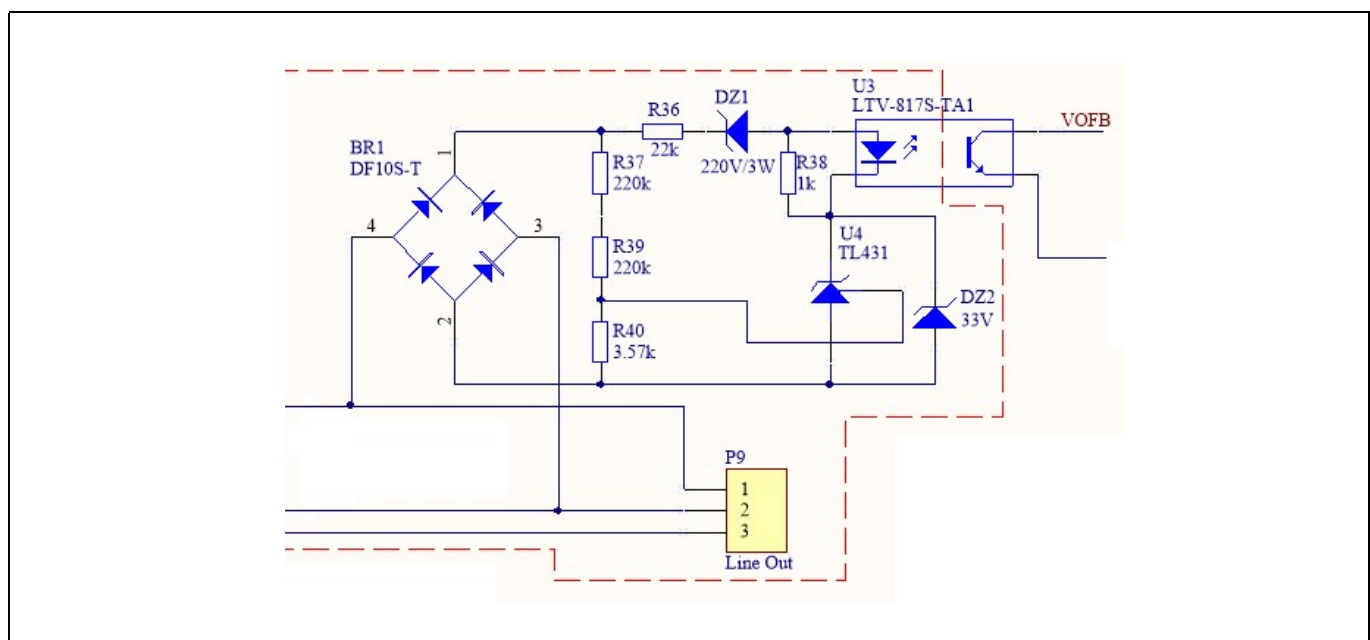 U3
LTV-817S-TA1
VOFB
DZ1
220V/3W
R36
22k
BR1
DF10S-T
1
R37
220k
R38
1k
4
3
R39
220k
U4
TL431
DZ2
33V
2
R40
3.57k
P9
1
2
3
Line Out